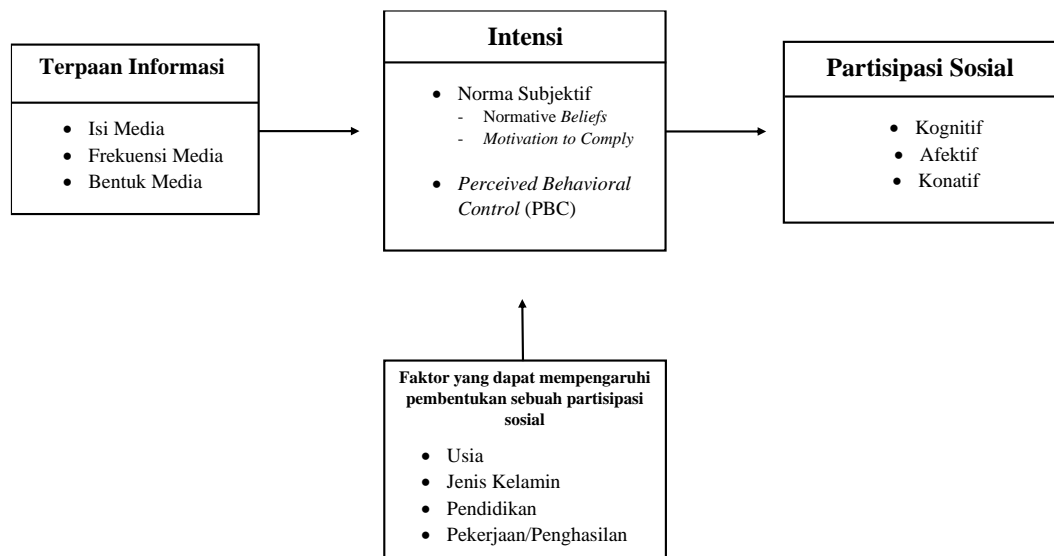 Terpaan Informasi
• Isi Media
• Frekuensi Media
• Bentuk Media
Intensi
• Norma Subjektif
- Normative Beliefs
- Motivation to Comply
• Perceived Behavioral
Control (PBC)
Partisipasi Sosial
• Kognitif
• Afektif
• Konatif
Faktor yang dapat mempengaruhi
pembentukan sebuah partisipasi
sosial
• Usia
• Jenis Kelamin
• Pendidikan
• Pekerjaan/Penghasilan